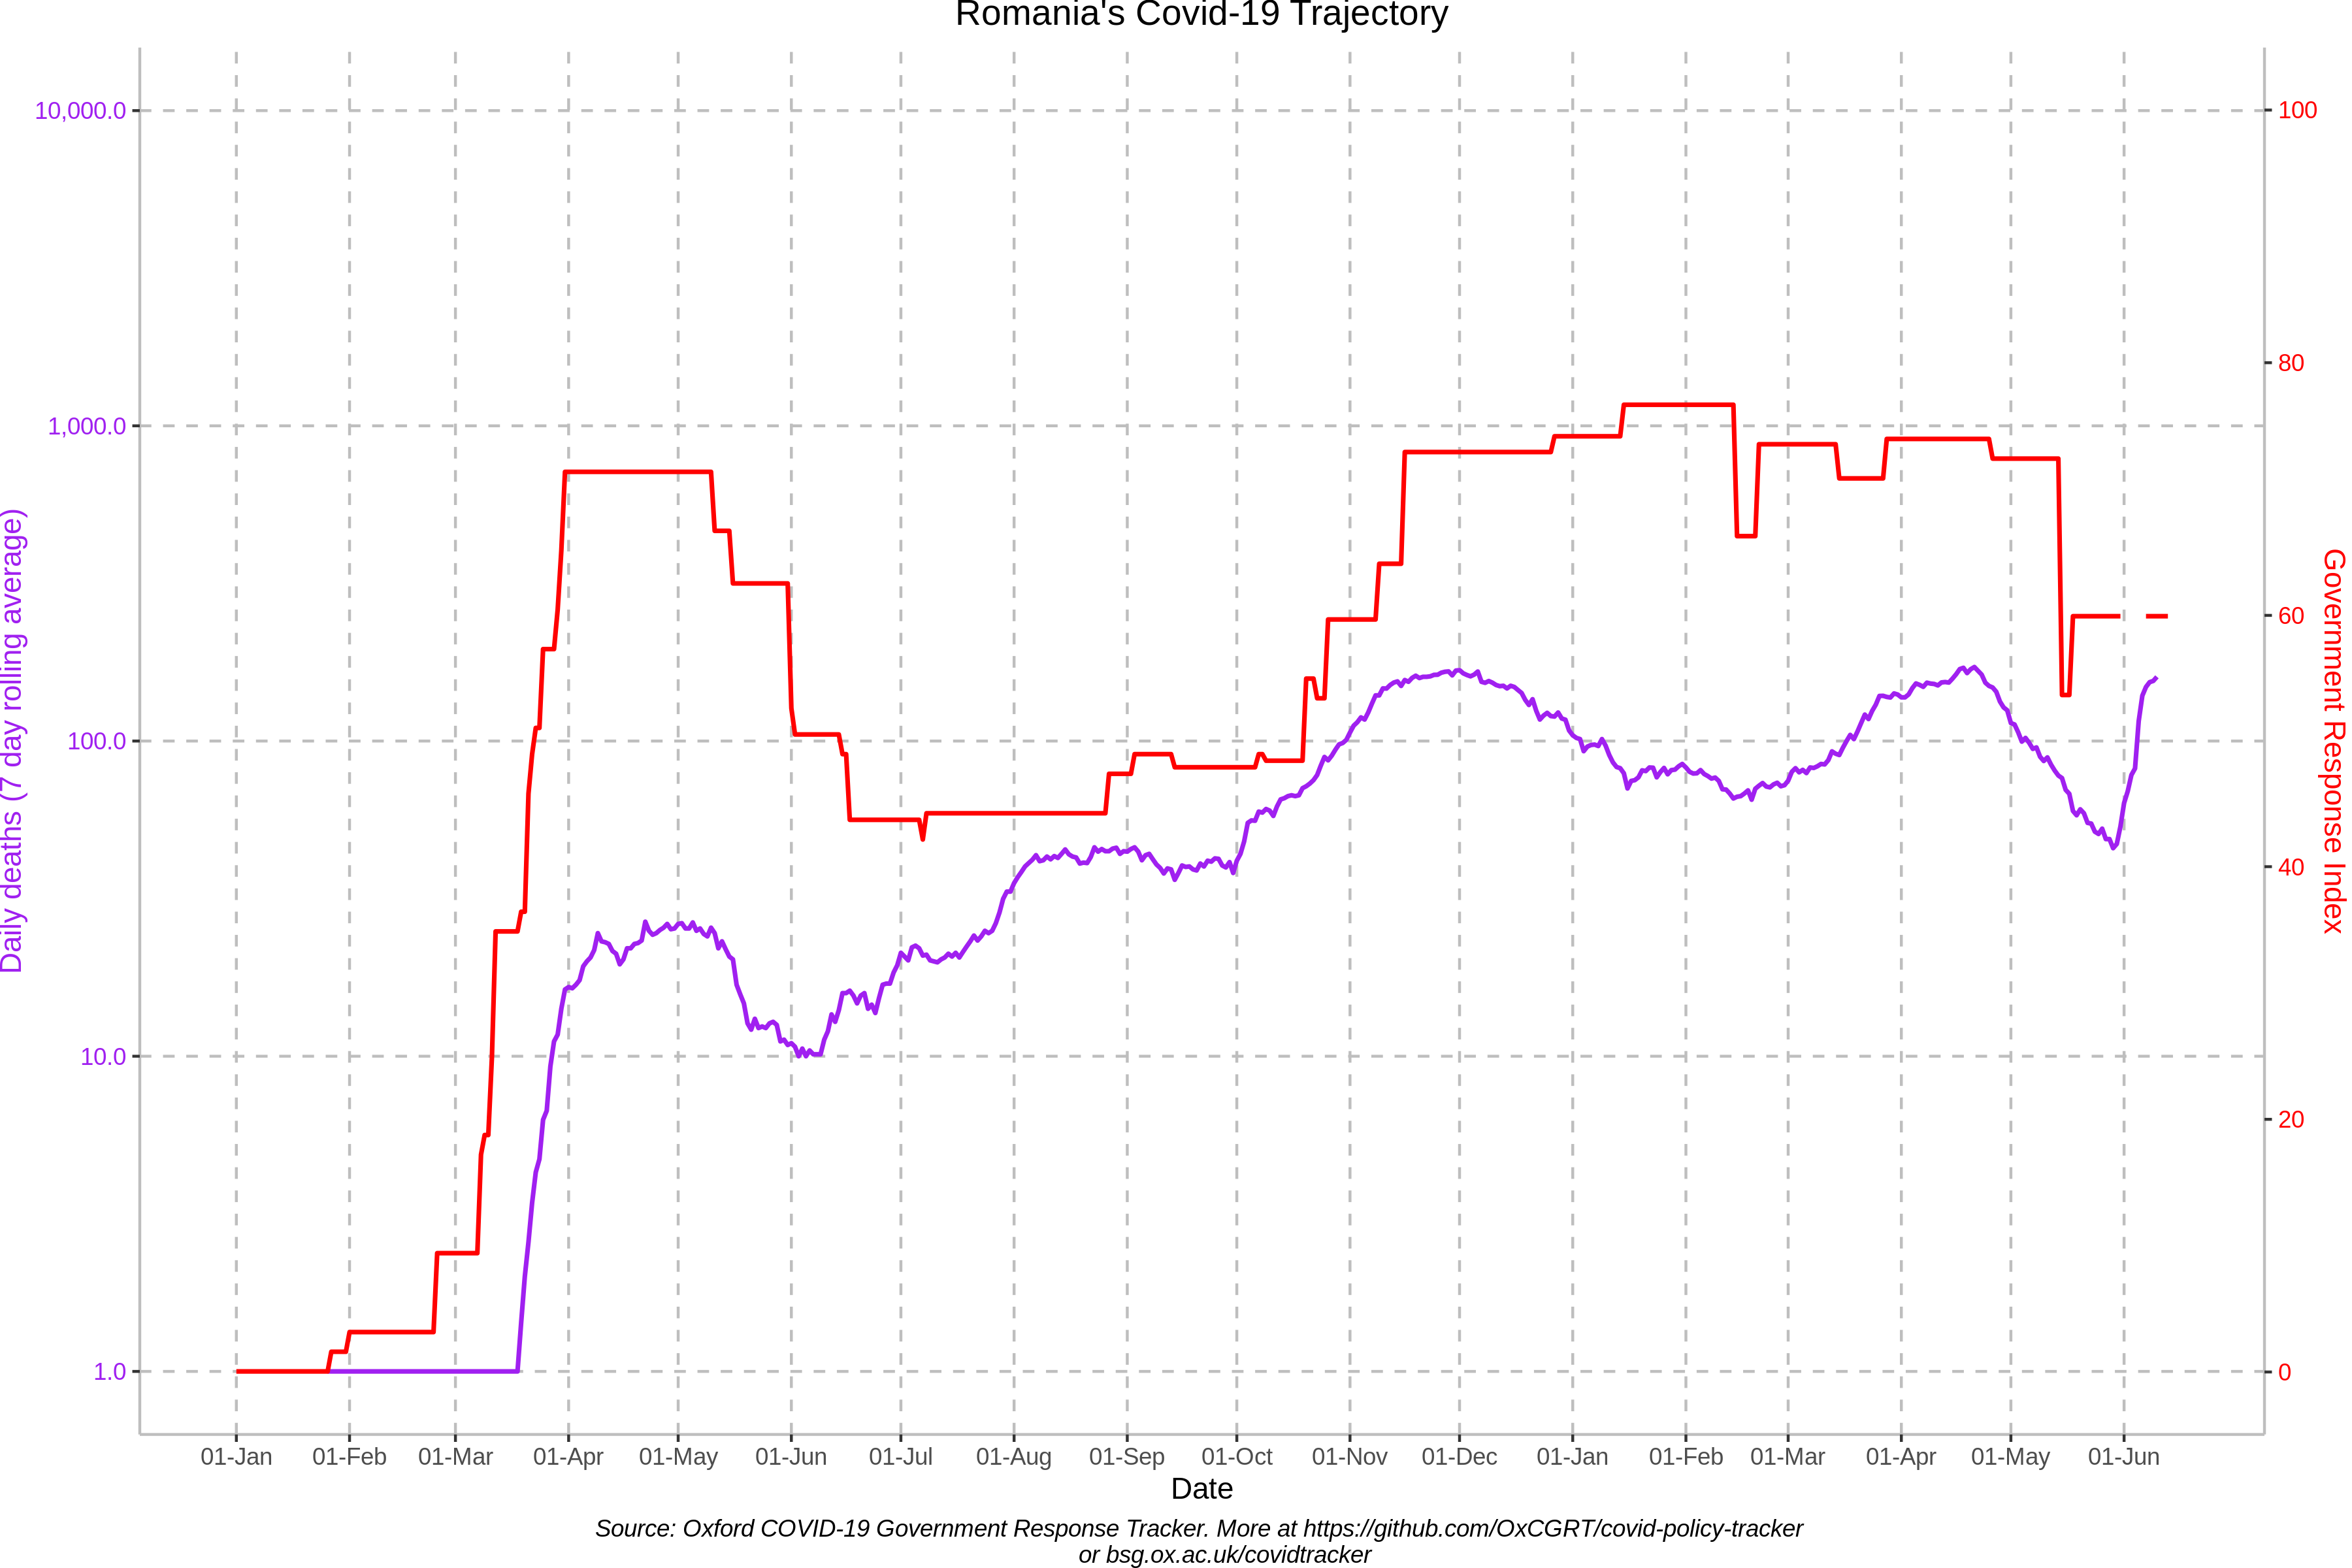 Romania's Covid-19 Trajectory
10,000.0
1,000.0
100.0
10.0
1.0
Daily deaths (7 day rolling average)
100
80
60
40
20
0
Government Response Index
01-Jan 01-Feb 01-Mar 01-Apr 01-May 01-Jun 01-Jul 01-Aug 01-Sep 01-Oct 01-Nov 01-Dec 01-Jan 01-Feb 01-Mar 01-Apr 01-May 01-Jun
Date
Source: Oxford COVID-19 Government Response Tracker. More at https://github.com/OxCGRT/covid-policy-tracker
or bsg.ox.ac.uk/covidtracker